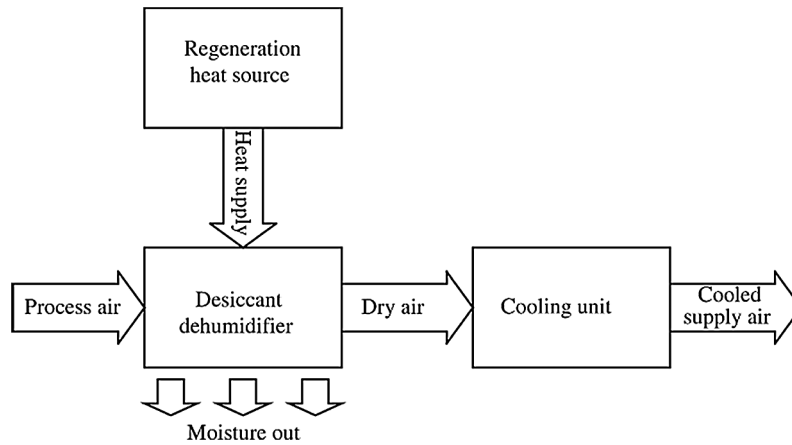 Regeneration
heat source
Heat supply
Process air
Desiccant
dehumidifier
Dry air
Cooling unit
Cooled
supply air
Moisture out